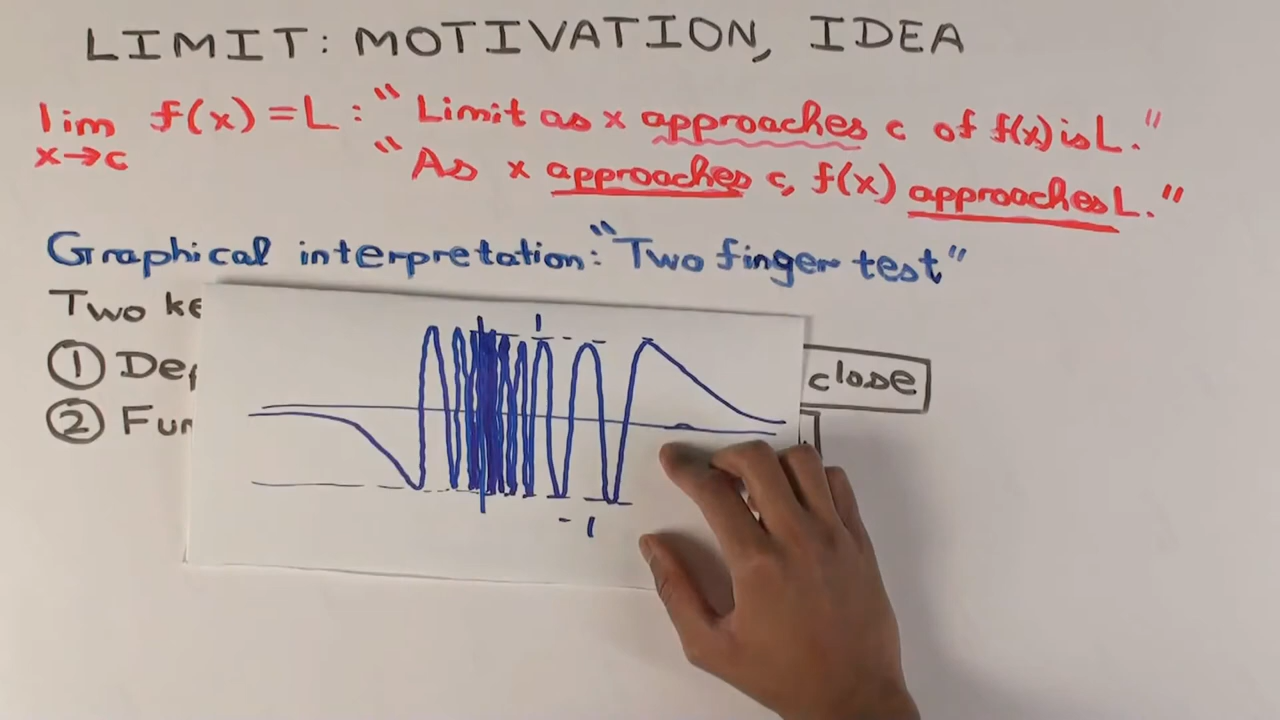 LIMIT: MOTIVATION, IDEA
lim x→c f(x) = L : "Limit as x approaches c of f(x) is L."
"As x approaches c, f(x) approaches L."
Graphical interpretation: "Two finger test"
Two ke
① Def
close
② Fun
1
-1